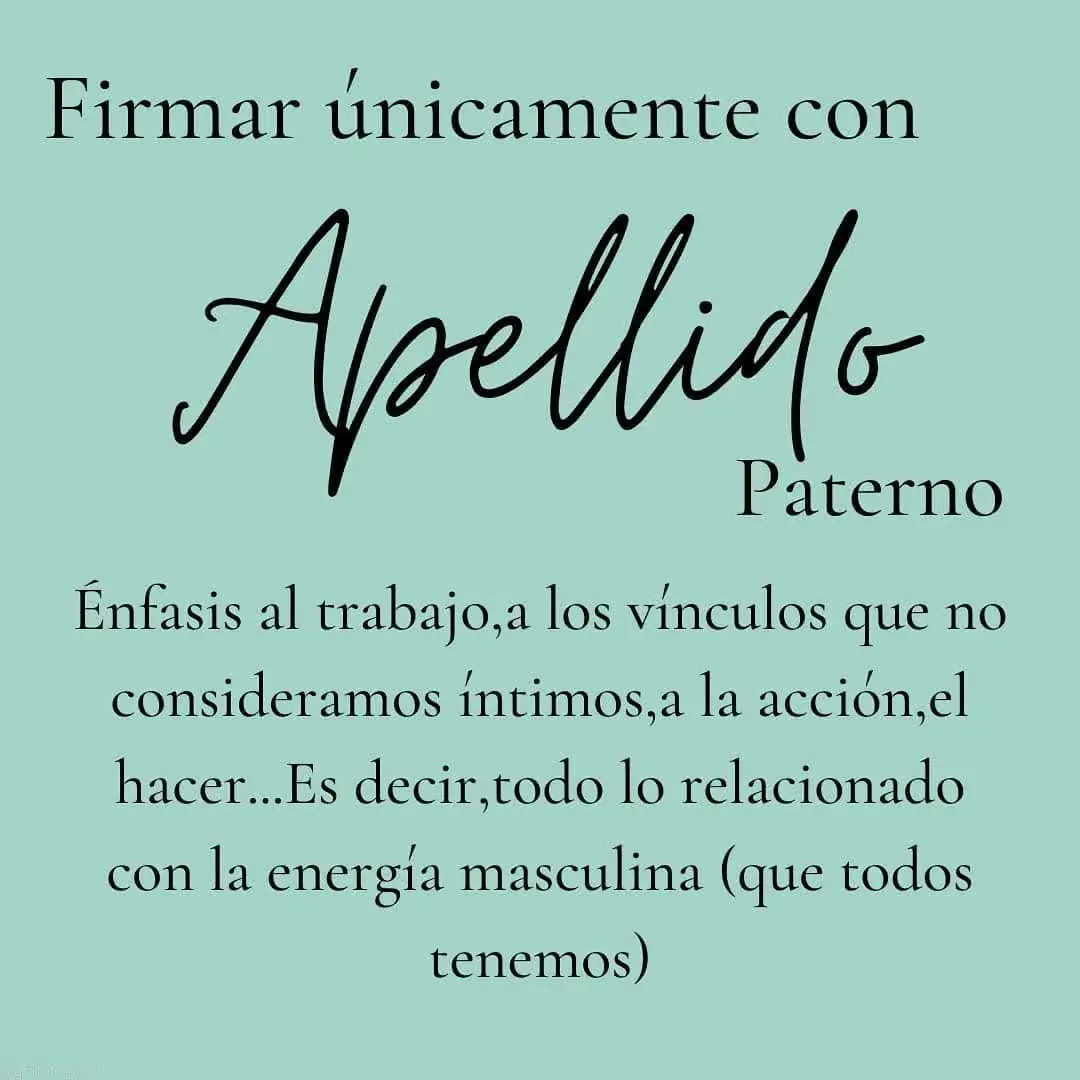 Firmar únicamente con
Apellido
Paterno
Énfasis al trabajo,a los vínculos que no
consideramos íntimos,a la acción,el
hacer...Es decir,todo lo relacionado
con la energía masculina (que todos
tenemos)